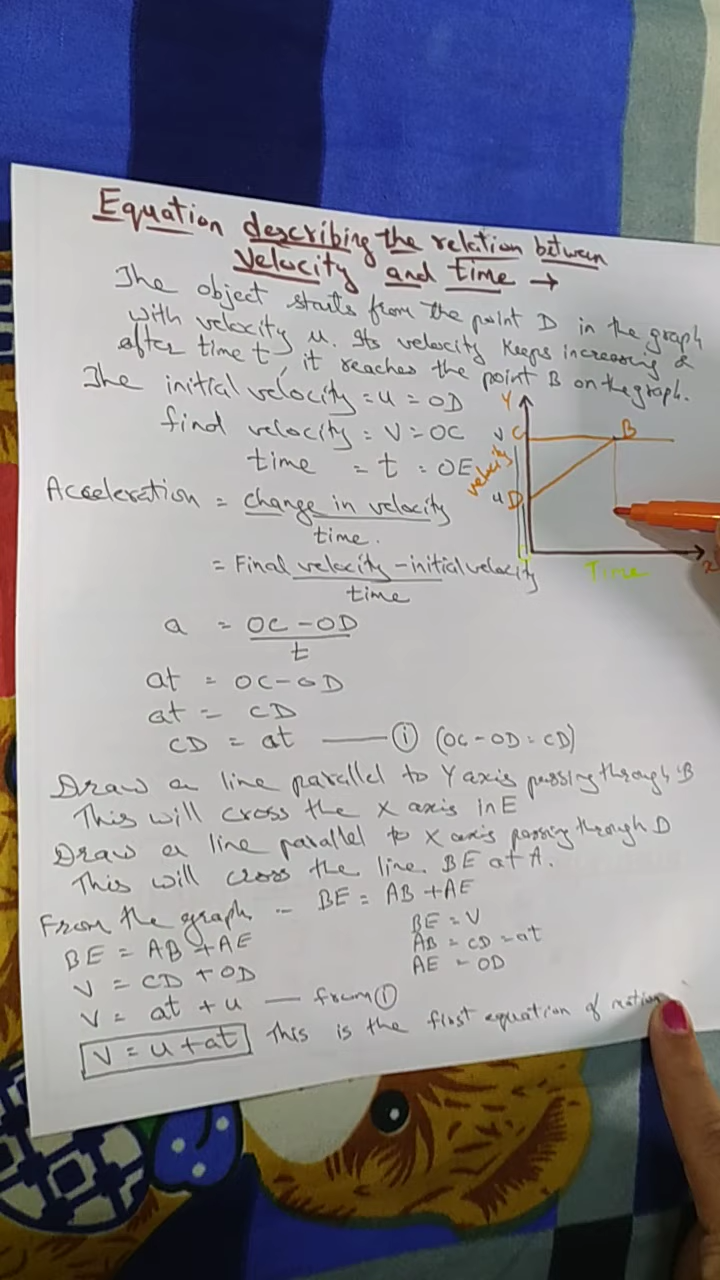 Equation describing the relation between
velocity and time →
The object starts from the point D in the graph
with velocity u. Its velocity keeps increasing &
after time t, it reaches the point B on the graph.
The initial velocity = u = OD
find velocity = V = OC
time = t = OE
Acceleration = change in velocity
time.
= Final velocity - initial velocity
time
a = OC - OD
t
at = OC - OD
at = CD
CD = at —— ① (OC - OD = CD)
Draw a line parallel to Y axis passing through B
This will cross the X axis in E
Draw a line parallel to X axis passing through D
This will cross the line BE at A.
From the graph - BE = AB + AE
BE = AB + AE
V = CD + OD
V = at + u — from ①
V = u + at This is the first equation of motion
BE = V
AB = CD = at
AE = OD
Y
V C B
velocity
u D
Time X